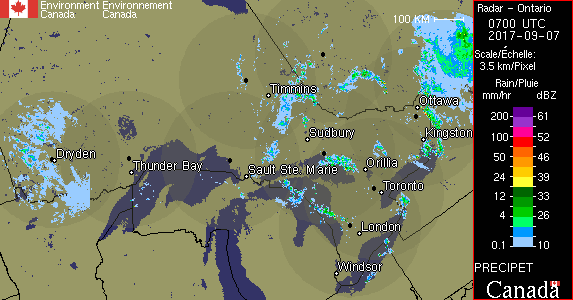 Environment Environnement
Canada Canada
100 KM
Timmins
Ottawa
Sudbury
Kingston
Dryden
Thunder Bay
Sault Ste. Marie
Orillia
Toronto
London
Windsor
Radar - Ontario
0700 UTC
2017-09-07
Scale/Échelle:
3.5 km/Pixel
Rain/Pluie
mm/hr dBZ
200 61
100 52
50 46
24 39
12 33
4 26
0.1 10
PRECIPET
Canada